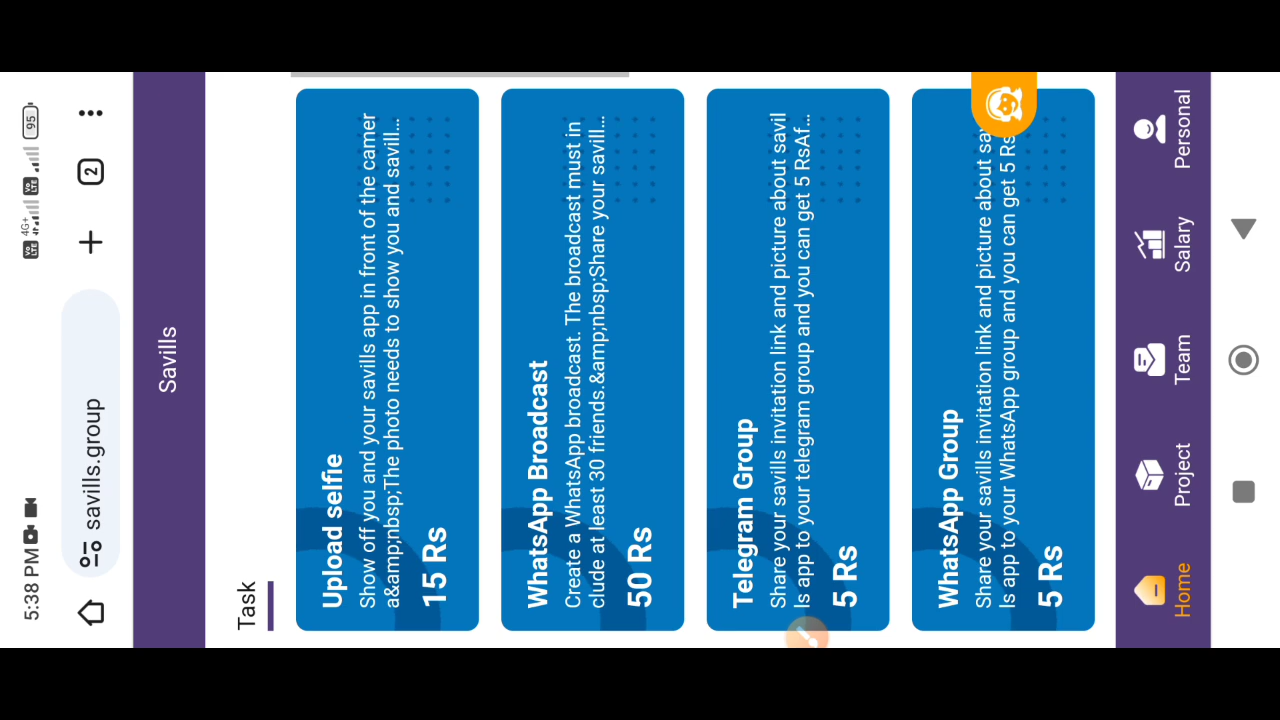 5:38 PM
4G+
Vo LTE
Vo LTE
95
savills.group
2
Savills
Task
Upload selfie
Show off you and your savills app in front of the camer
a&amp;nbsp;The photo needs to show you and savill...
15 Rs
WhatsApp Broadcast
Create a WhatsApp broadcast. The broadcast must in
clude at least 30 friends.&amp;nbsp;Share your savill...
50 Rs
Telegram Group
Share your savills invitation link and picture about savil
ls app to your telegram group and you can get 5 RsAf...
5 Rs
WhatsApp Group
Share your savills invitation link and picture about sa
ls app to your WhatsApp group and you can get 5 Rs
5 Rs
Home
Project
Team
Salary
Personal